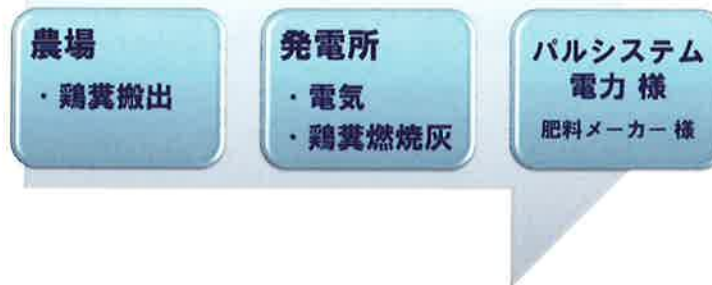 農場
・鶏糞搬出
発電所
・電気
・鶏糞燃焼灰
パルシステム
電力 様
肥料メーカー 様